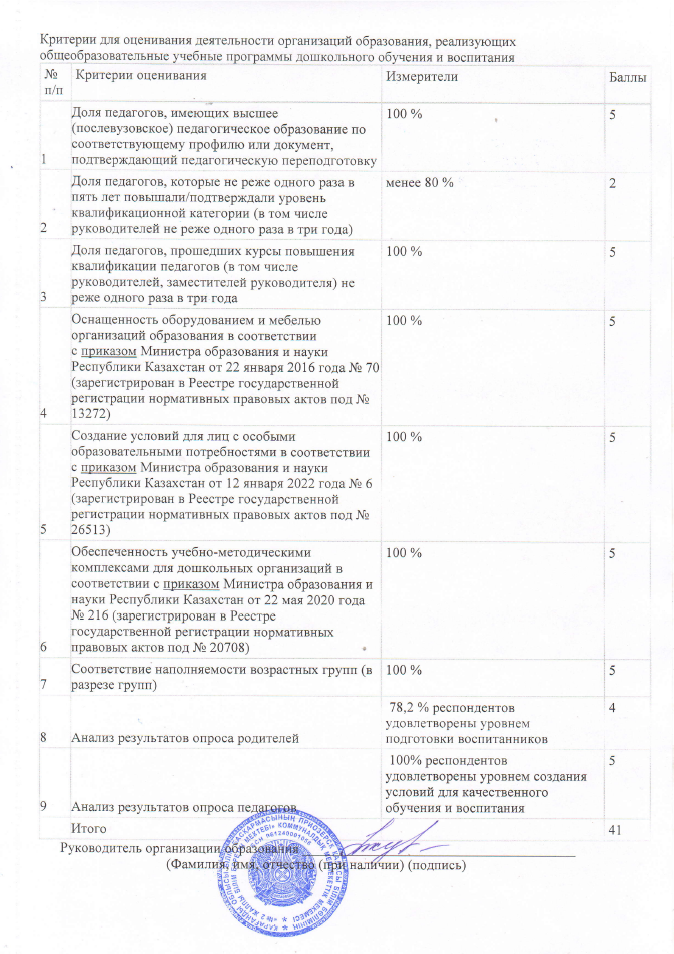 Критерии для оценивания деятельности организаций образования, реализующих
общеобразовательные учебные программы дошкольного обучения и воспитания
№ п/п Критерии оценивания Измерители Баллы
Доля педагогов, имеющих высшее 100 % 5
(послевузовское) педагогическое образование по
соответствующему профилю или документ,
1 подтверждающий педагогическую переподготовку
Доля педагогов, которые не реже одного раза в менее 80 % 2
пять лет повышали/подтверждали уровень
квалификационной категории (в том числе
2 руководителей не реже одного раза в три года)
Доля педагогов, прошедших курсы повышения 100 % 5
квалификации педагогов (в том числе
руководителей, заместителей руководителя) не
3 реже одного раза в три года
Оснащенность оборудованием и мебелью 100 % 5
организаций образования в соответствии
с приказом Министра образования и науки
Республики Казахстан от 22 января 2016 года № 70
(зарегистрирован в Реестре государственной
регистрации нормативных правовых актов под №
4 13272)
Создание условий для лиц с особыми 100 % 5
образовательными потребностями в соответствии
с приказом Министра образования и науки
Республики Казахстан от 12 января 2022 года № 6
(зарегистрирован в Реестре государственной
регистрации нормативных правовых актов под №
5 26513)
Обеспеченность учебно-методическими 100 % 5
комплексами для дошкольных организаций в
соответствии с приказом Министра образования и
науки Республики Казахстан от 22 мая 2020 года
№ 216 (зарегистрирован в Реестре
государственной регистрации нормативных
6 правовых актов под № 20708)
Соответствие наполняемости возрастных групп (в 100 % 5
7 разрезе групп)
78,2 % респондентов 4
удовлетворены уровнем
8 Анализ результатов опроса родителей подготовки воспитанников
100% респондентов 5
удовлетворены уровнем создания
условий для качественного
9 Анализ результатов опроса педагогов обучения и воспитания
Итого 41
Руководитель организации образования
(Фамилия, имя, отчество (при наличии) (подпись)